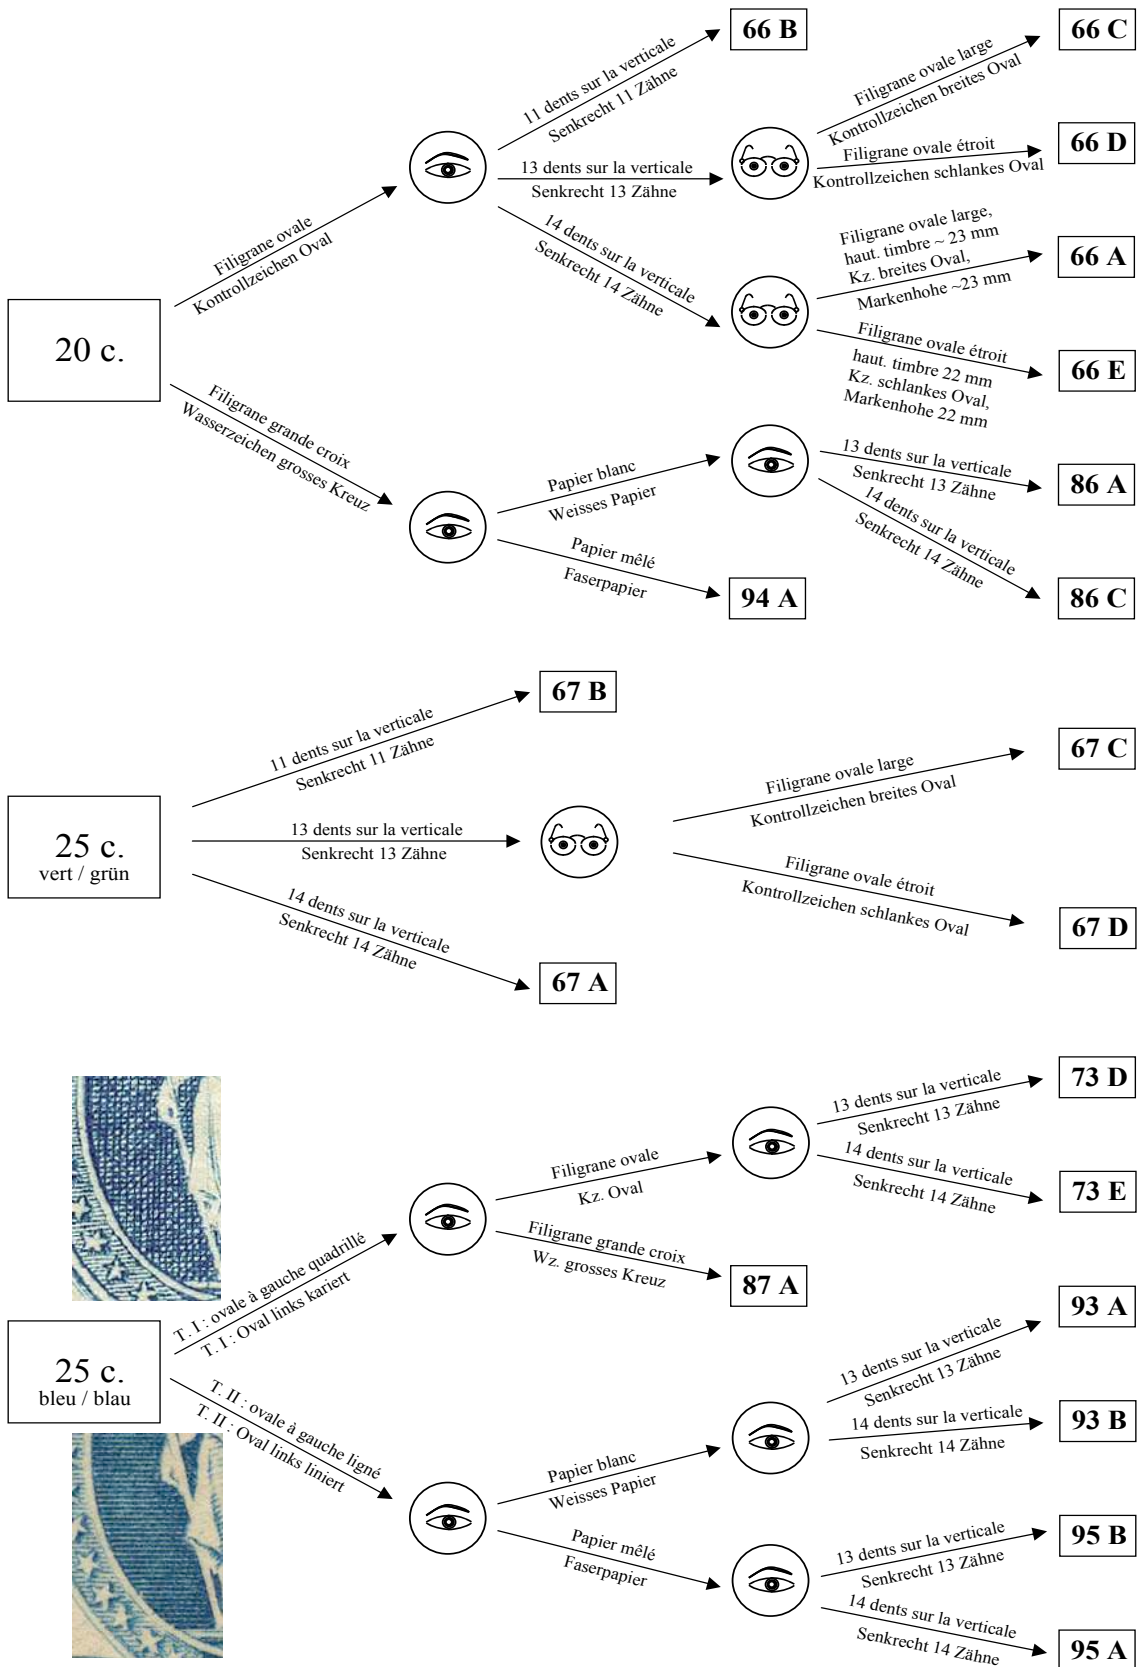 66 B
66 C
11 dents sur la verticale
Senkrecht 11 Zähne
Filigrane ovale large
Kontrollzeichen breites Oval
13 dents sur la verticale
Senkrecht 13 Zähne
Filigrane ovale étroit
Kontrollzeichen schlankes Oval
66 D
Filigrane ovale
Kontrollzeichen Oval
14 dents sur la verticale
Senkrecht 14 Zähne
Filigrane ovale large,
haut. timbre ~ 23 mm
Kz. breites Oval,
Markenhohe ~23 mm
66 A
20 c.
Filigrane ovale étroit
haut. timbre 22 mm
Kz. schlankes Oval,
Markenhohe 22 mm
66 E
Filigrane grande croix
Wasserzeichen grosses Kreuz
Papier blanc
Weisses Papier
13 dents sur la verticale
Senkrecht 13 Zähne
86 A
14 dents sur la verticale
Senkrecht 14 Zähne
86 C
Papier mêlé
Faserpapier
94 A
67 B
11 dents sur la verticale
Senkrecht 11 Zähne
67 C
Filigrane ovale large
Kontrollzeichen breites Oval
25 c.
vert / grün
13 dents sur la verticale
Senkrecht 13 Zähne
Filigrane ovale étroit
Kontrollzeichen schlankes Oval
67 D
14 dents sur la verticale
Senkrecht 14 Zähne
67 A
13 dents sur la verticale
Senkrecht 13 Zähne
73 D
Filigrane ovale
Kz. Oval
14 dents sur la verticale
Senkrecht 14 Zähne
73 E
T. I : ovale à gauche quadrillé
T. I : Oval links kariert
Filigrane grande croix
Wz. grosses Kreuz
87 A
25 c.
bleu / blau
13 dents sur la verticale
Senkrecht 13 Zähne
93 A
T. II : ovale à gauche ligné
T. II : Oval links liniert
14 dents sur la verticale
Senkrecht 14 Zähne
93 B
Papier blanc
Weisses Papier
Papier mêlé
Faserpapier
13 dents sur la verticale
Senkrecht 13 Zähne
95 B
14 dents sur la verticale
Senkrecht 14 Zähne
95 A